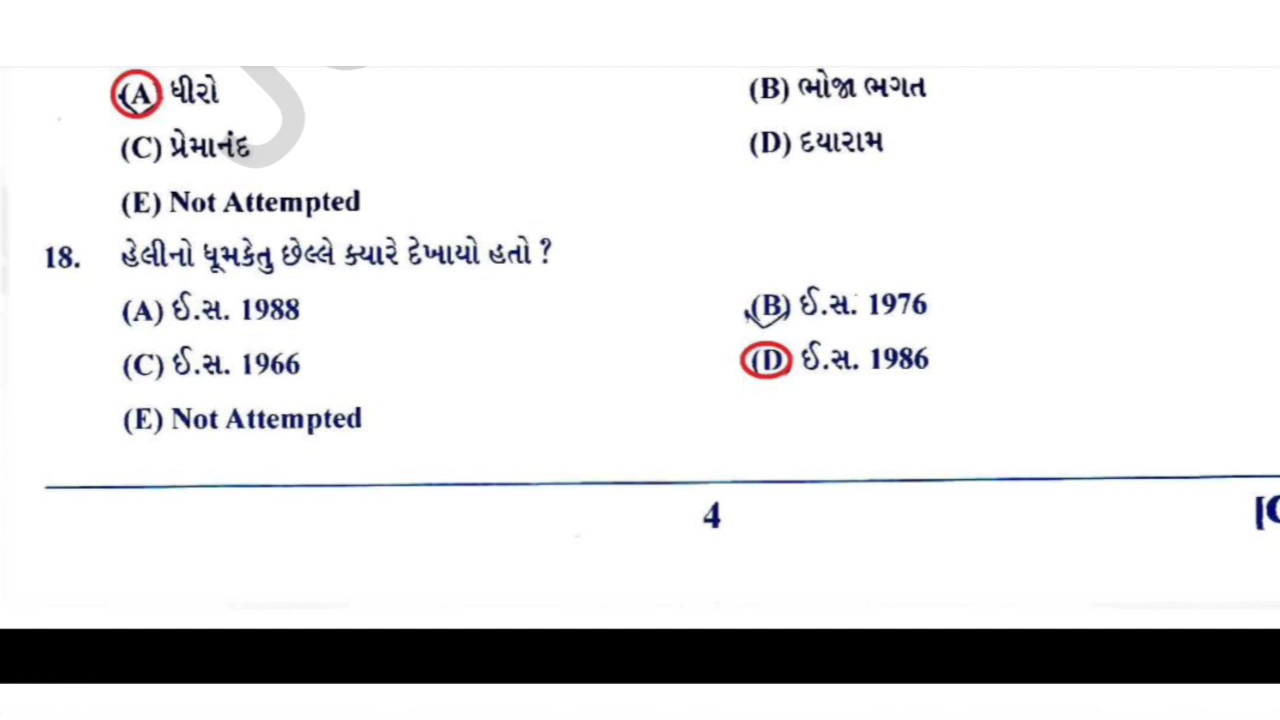 (A) ધીરો (B) ભોજા ભગત
(C) પ્રેમાનંદ (D) દયારામ
(E) Not Attempted
18. હેલીનો ધૂમકેતુ છેલ્લે ક્યારે દેખાયો હતો ?
(A) ઈ.સ. 1988 (B) ઈ.સ. 1976
(C) ઈ.સ. 1966 (D) ઈ.સ. 1986
(E) Not Attempted
4